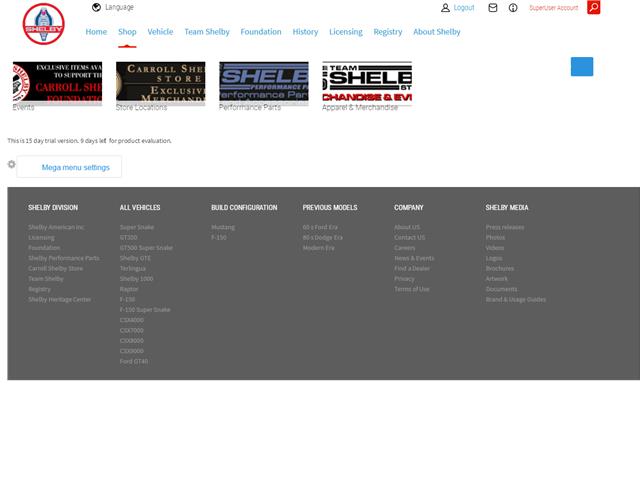 SHELBY
Language
Logout
SuperUser Account
Home Shop Vehicle Team Shelby Foundation History Licensing Registry About Shelby
EXCLUSIVE ITEMS AVA
TO SUPPORT TH
CARROLL SHE
FOUNDATION
Events
CARROLL SHE
STORE
EXCLUSIVE
MERCHANDIS
Store Locations
SHELB
PERFORMANCE PAR
Performance Parts
TEAM
SHELB
ST
RCHANDISE & EV
Apparel & Merchandise
This is 15 day trial version. 9 days left for product evaluation.
Mega menu settings
SHELBY DIVISION
Shelby American Inc
Licensing
Foundation
Shelby Performance Parts
Carroll Shelby Store
Team Shelby
Registry
Shelby Heritage Center
ALL VEHICLES
Super Snake
GT350
GT500 Super Snake
Shelby GTE
Terlingua
Shelby 1000
Raptor
F-150
F-150 Super Snake
CSX4000
CSX7000
CSX8000
CSX9000
Ford GT40
BUILD CONFIGURATION
Mustang
F-150
PREVIOUS MODELS
60 s Ford Era
80 s Dodge Era
Modern Era
COMPANY
About US
Contact US
Careers
News & Events
Find a Dealer
Privacy
Terms of Use
SHELBY MEDIA
Press releases
Photos
Videos
Logos
Brochures
Artwork
Documents
Brand & Usage Guides